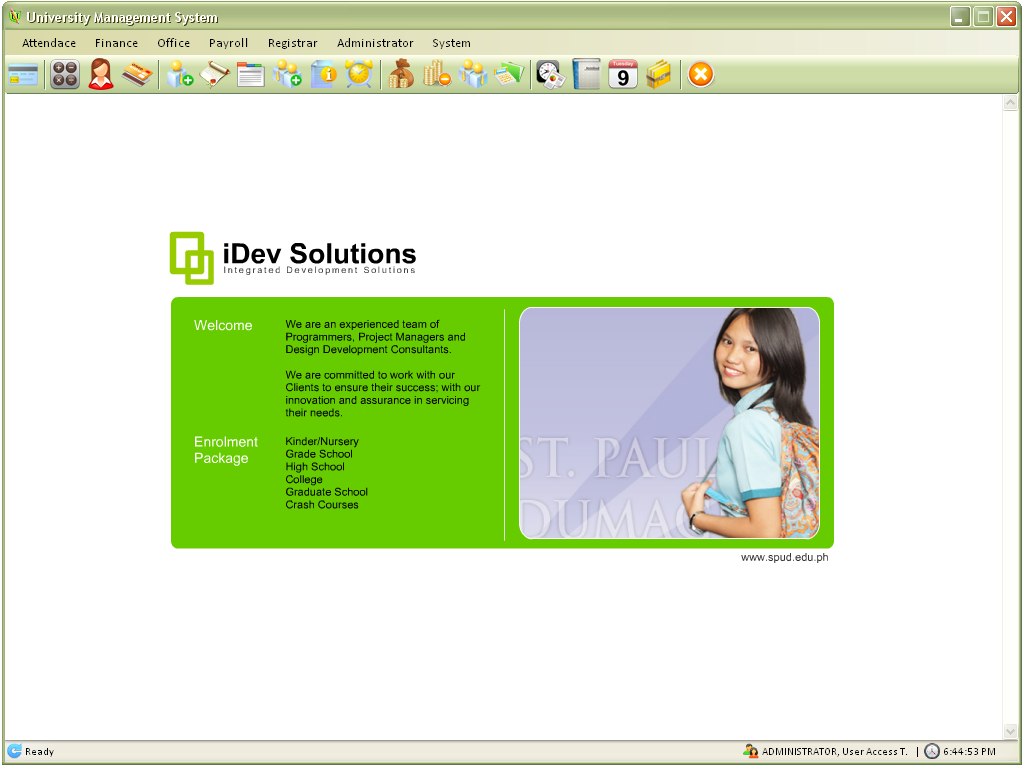 University Management System
Attendace Finance Office Payroll Registrar Administrator System
Tuesday
9
iDev Solutions
Integrated Development Solutions
Welcome
We are an experienced team of
Programmers, Project Managers and
Design Development Consultants.
We are committed to work with our
Clients to ensure their success; with our
innovation and assurance in servicing
their needs.
Enrolment
Package
Kinder/Nursery
Grade School
High School
College
Graduate School
Crash Courses
ST. PAUL
DUMAG
www.spud.edu.ph
Ready
ADMINISTRATOR, User Access T. | 6:44:53 PM